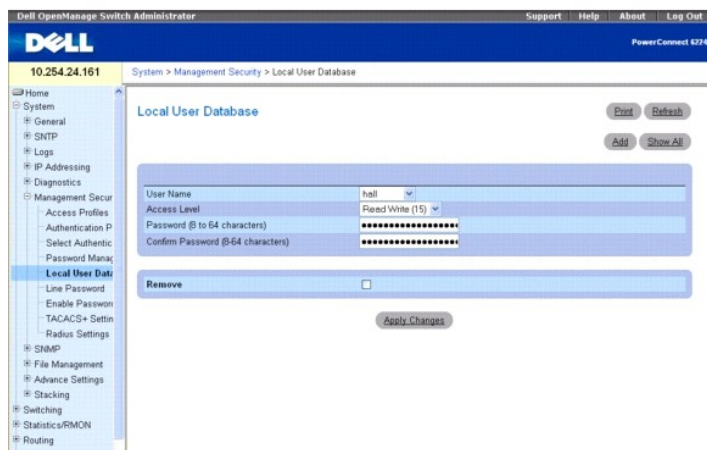 Dell OpenManage Switch Administrator
Support Help About Log Out
DELL
PowerConnect 6224
10.254.24.161
System > Management Security > Local User Database
Home
System
General
SNTP
Logs
IP Addressing
Diagnostics
Management Secur
Access Profiles
Authentication P
Select Authentic
Password Manag
Local User Data
Line Password
Enable Password
TACACS+ Settin
Radius Settings
SNMP
File Management
Advance Settings
Stacking
Switching
Statistics/RMON
Routing
Local User Database
Print Refresh
Add Show All
User Name hall
Access Level Read Write (15)
Password (8 to 64 characters)
Confirm Password (8-64 characters)
Remove
Apply Changes